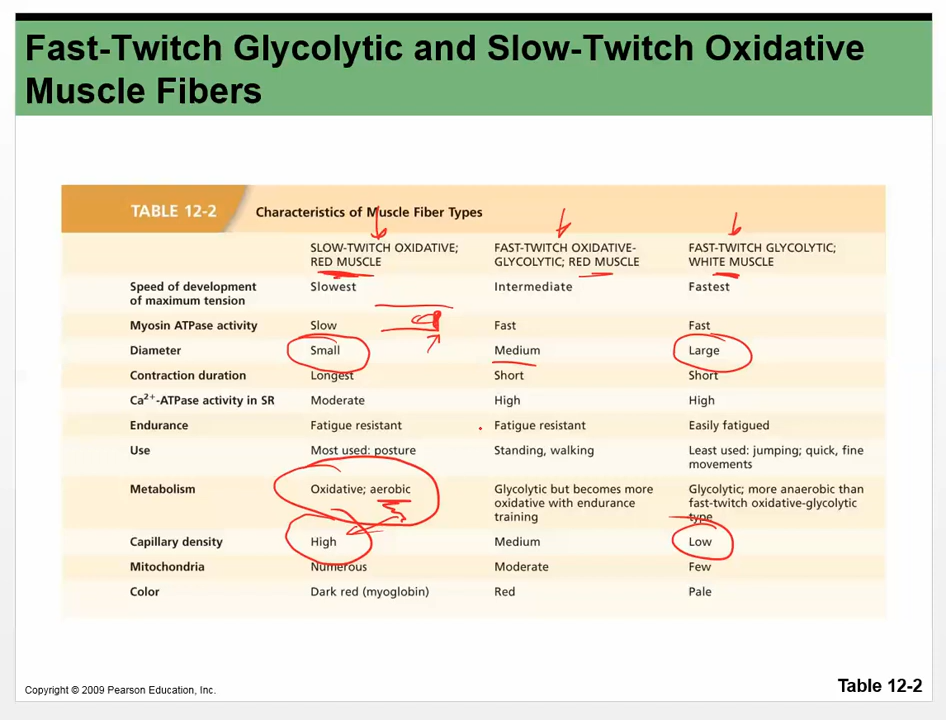 Fast-Twitch Glycolytic and Slow-Twitch Oxidative
Muscle Fibers
TABLE 12-2 Characteristics of Muscle Fiber Types
SLOW-TWITCH OXIDATIVE; FAST-TWITCH OXIDATIVE- FAST-TWITCH GLYCOLYTIC;
RED MUSCLE GLYCOLYTIC; RED MUSCLE WHITE MUSCLE
Speed of development Slowest Intermediate Fastest
of maximum tension
Myosin ATPase activity Slow Fast Fast
Diameter Small Medium Large
Contraction duration Longest Short Short
Ca2+-ATPase activity in SR Moderate High High
Endurance Fatigue resistant Fatigue resistant Easily fatigued
Use Most used: posture Standing, walking Least used: jumping; quick, fine
movements
Metabolism Oxidative; aerobic Glycolytic but becomes more Glycolytic; more anaerobic than
oxidative with endurance fast-twitch oxidative-glycolytic
training type
Capillary density High Medium Low
Mitochondria Numerous Moderate Few
Color Dark red (myoglobin) Red Pale
Copyright © 2009 Pearson Education, Inc. Table 12-2